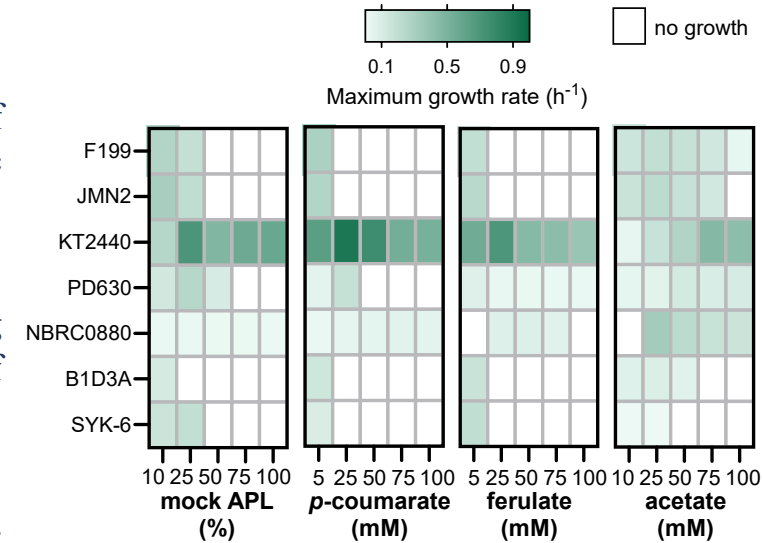 no growth
0.1 0.5 0.9
Maximum growth rate (h-1)
F199
JMN2
KT2440
PD630
NBRC0880
B1D3A
SYK-6
10 25 50 75 100
5 25 50 75 100
5 25 50 75 100
10 25 50 75 100
mock APL
(%)
p-coumarate
(mM)
ferulate
(mM)
acetate
(mM)